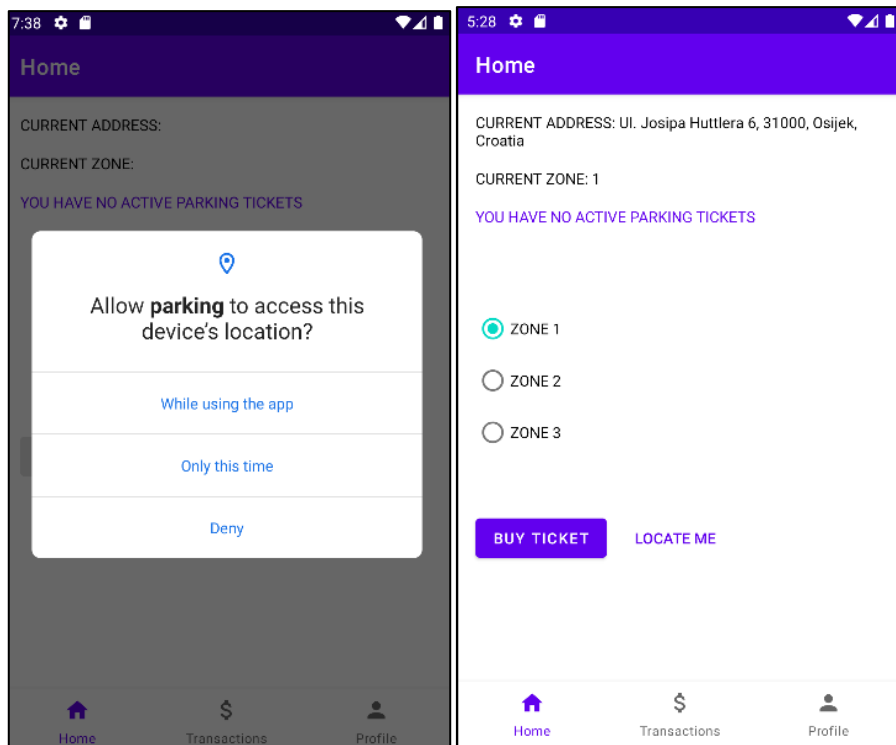 7:38
Home
CURRENT ADDRESS:
CURRENT ZONE:
YOU HAVE NO ACTIVE PARKING TICKETS
Allow parking to access this
device's location?
While using the app
Only this time
Deny
Home
Transactions
Profile
5:28
Home
CURRENT ADDRESS: Ul. Josipa Huttlera 6, 31000, Osijek,
Croatia
CURRENT ZONE: 1
YOU HAVE NO ACTIVE PARKING TICKETS
ZONE 1
ZONE 2
ZONE 3
BUY TICKET
LOCATE ME
Home
Transactions
Profile